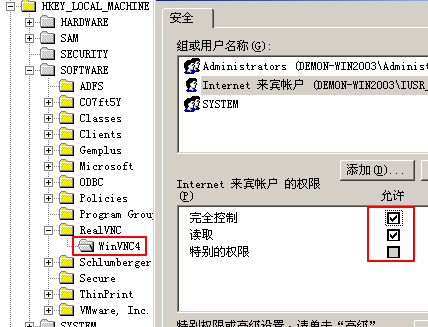 HKEY_LOCAL_MACHINE
HARDWARE
SAM
SECURITY
SOFTWARE
ADFS
C07ft5Y
Classes
Clients
Gemplus
Microsoft
ODBC
Policies
Program Group
RealVNC
WinVNC4
Schlumberger
Secure
ThinPrint
VMware, Inc.
SYSTEM
安全
组或用户名称(G):
Administrators (DEMON-WIN2003\Administ
Internet 来宾帐户 (DEMON-WIN2003\IUSR_
SYSTEM
添加(D)...
Internet 来宾帐户 的权限
(P)
允许
完全控制
读取
特别的权限
特别权限或高级设置，请单击“高级”